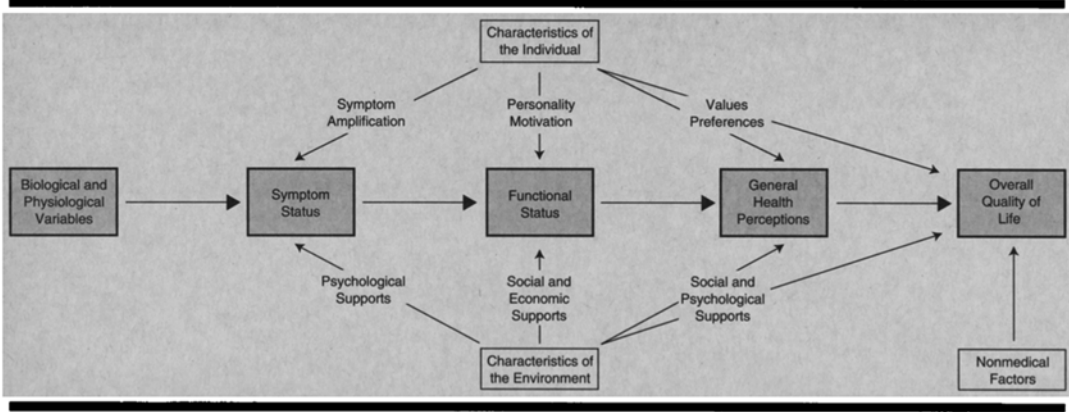 Characteristics of
the Individual
Symptom
Amplification
Personality
Motivation
Values
Preferences
Biological and
Physiological
Variables
Symptom
Status
Functional
Status
General
Health
Perceptions
Overall
Quality of
Life
Psychological
Supports
Social and
Economic
Supports
Social and
Psychological
Supports
Characteristics of
the Environment
Nonmedical
Factors